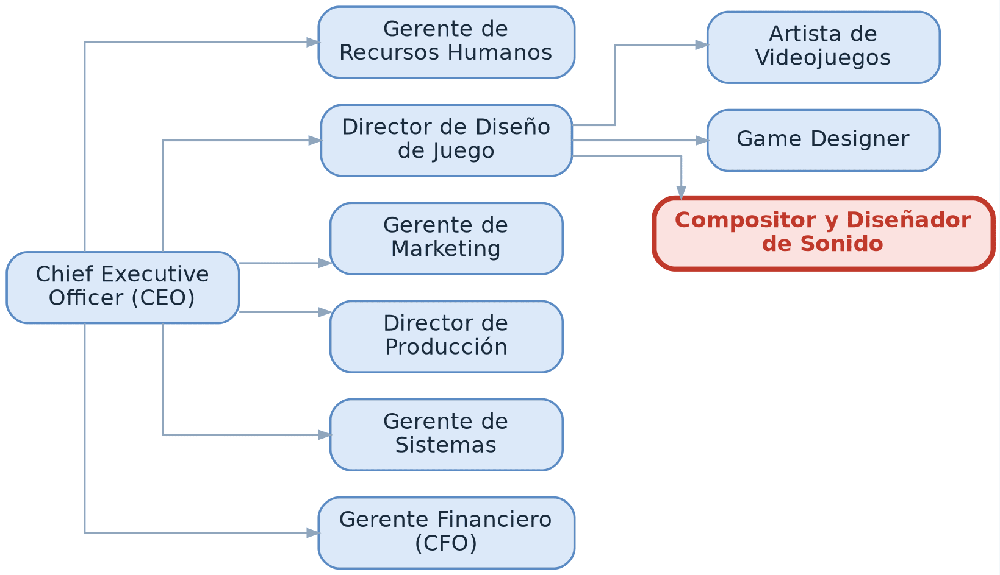 Gerente de
Recursos Humanos
Artista de
Videojuegos
Director de Diseño
de Juego
Game Designer
Gerente de
Marketing
Compositor y Diseñador
de Sonido
Chief Executive
Officer (CEO)
Director de
Producción
Gerente de
Sistemas
Gerente Financiero
(CFO)